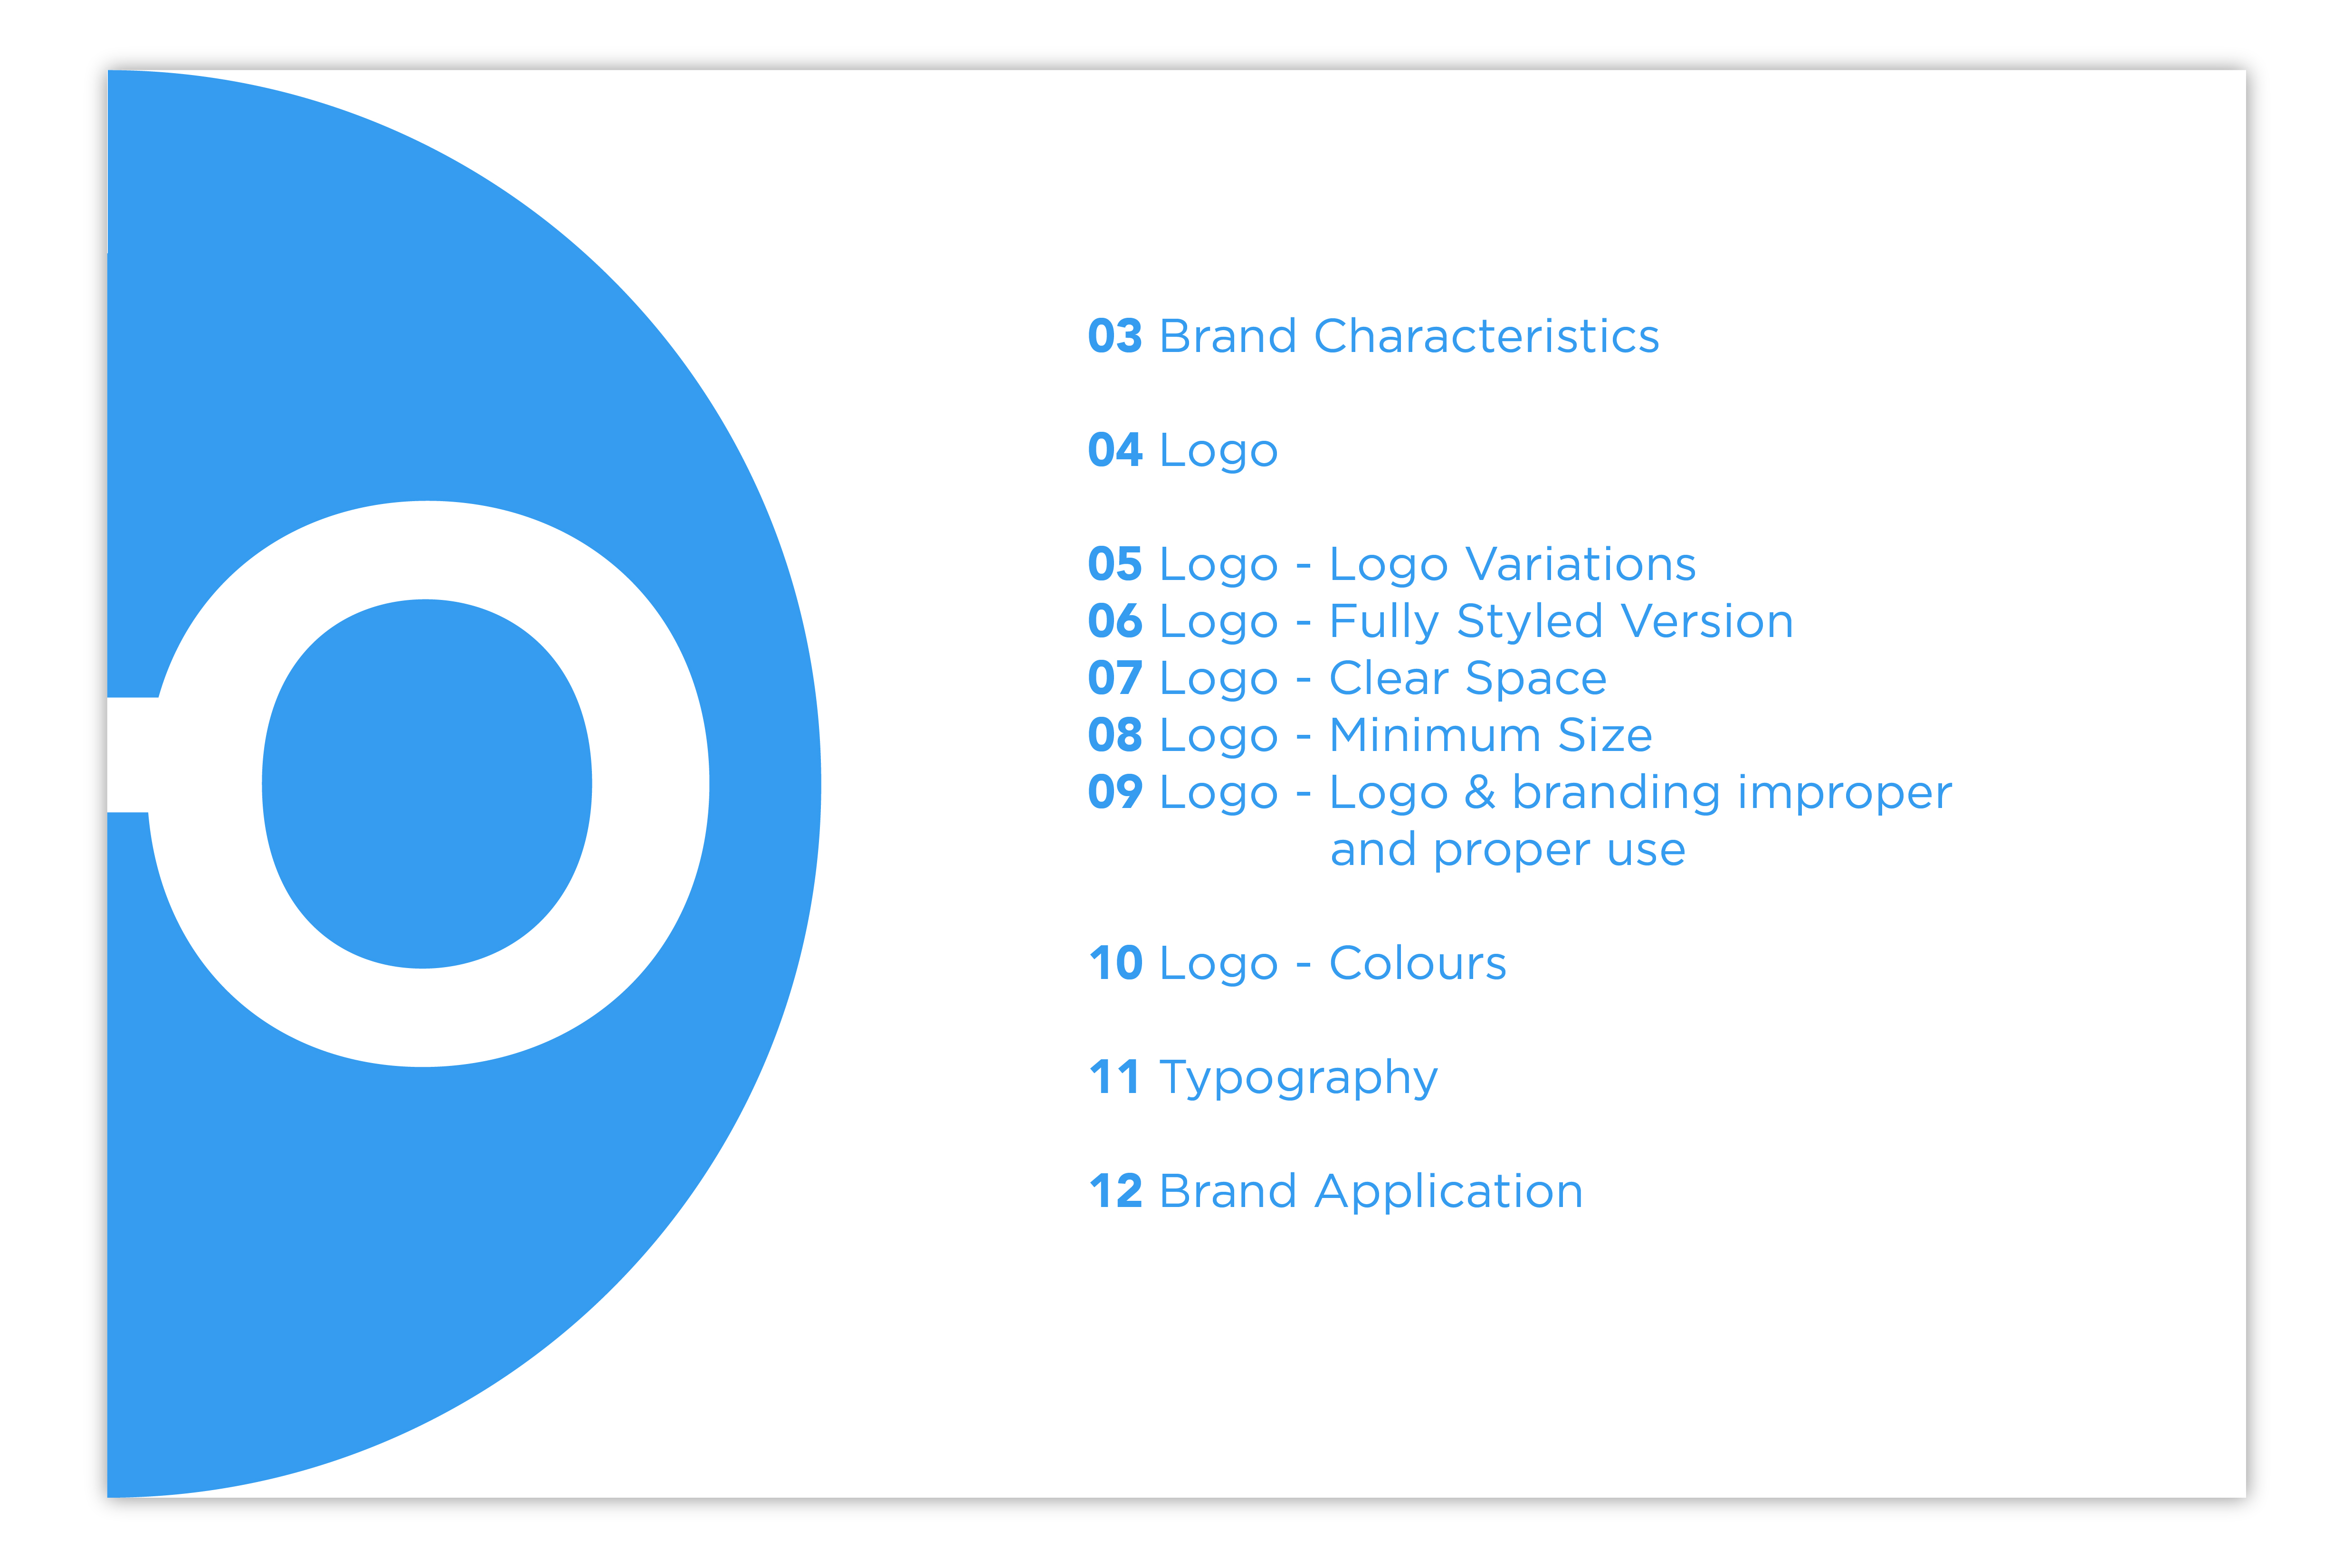 03 Brand Characteristics
04 Logo
05 Logo - Logo Variations
06 Logo - Fully Styled Version
07 Logo - Clear Space
08 Logo - Minimum Size
09 Logo - Logo & branding improper
and proper use
10 Logo - Colours
11 Typography
12 Brand Application